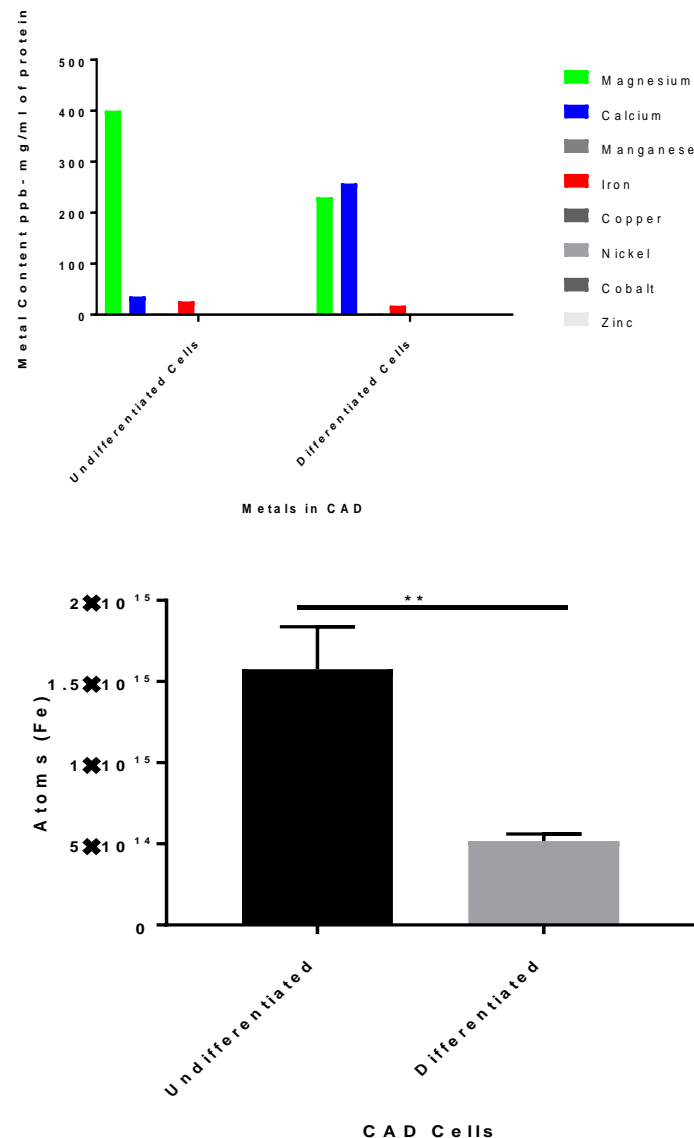 Metal Content ppb- mg/ml of protein
500
400
300
200
100
0
Undifferentiated Cells
Differentiated Cells
Metals in CAD
Magnesium
Calcium
Manganese
Iron
Copper
Nickel
Cobalt
Zinc
Atoms (Fe)
2✖10 15
1.5✖10 15
1✖10 15
5✖10 14
0
**
Undifferentiated
Differentiated
CAD Cells